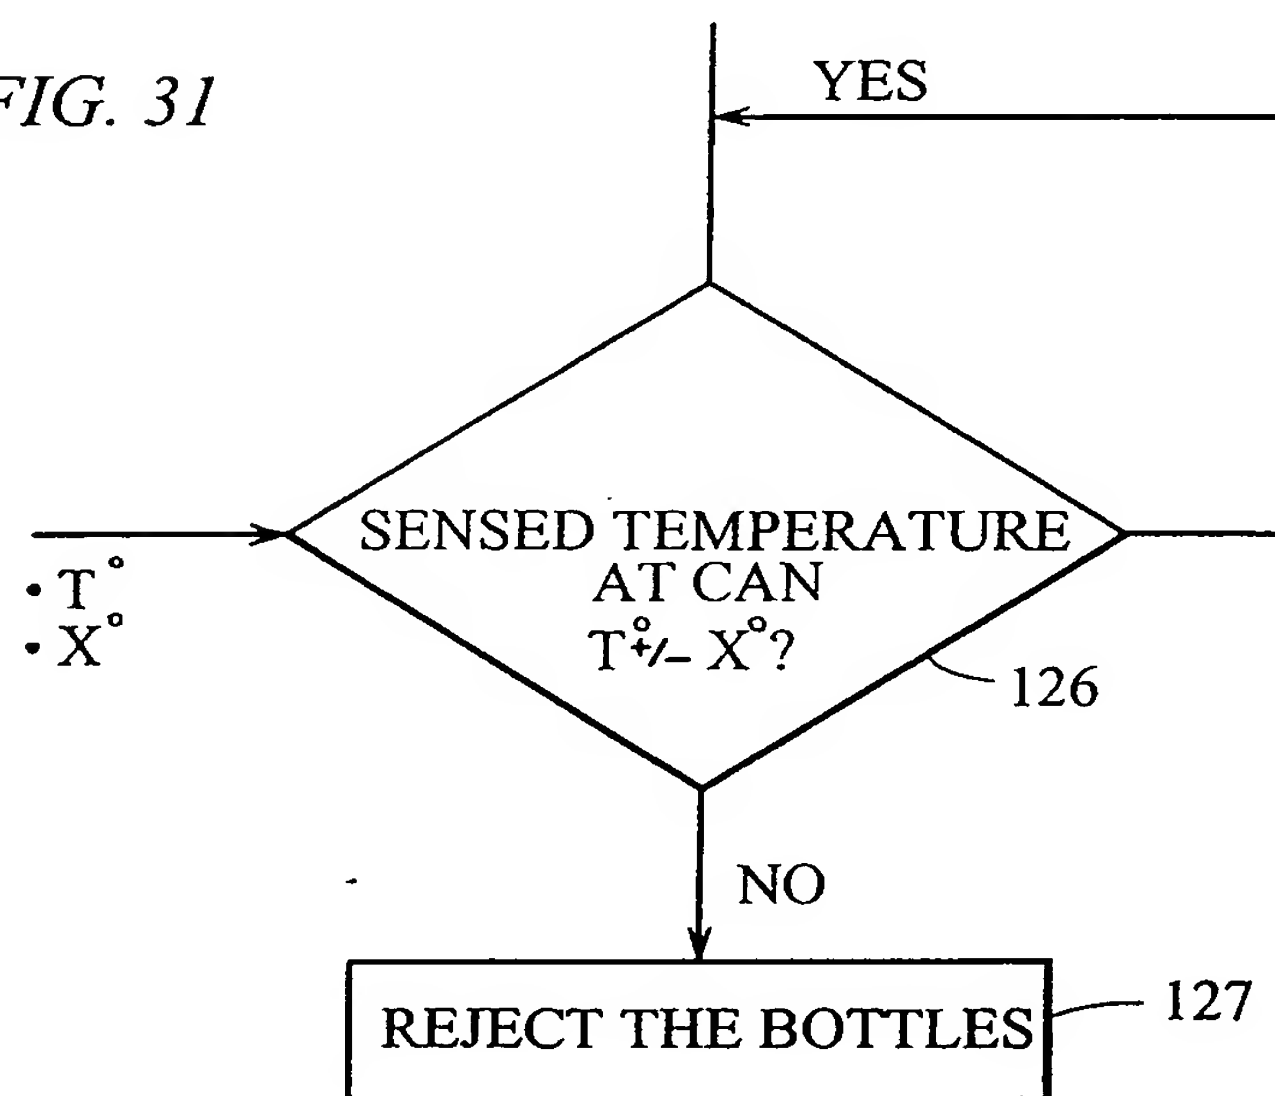 FIG. 31
YES
SENSED TEMPERATURE
AT CAN
T° +/- X°?
• T°
• X°
126
NO
REJECT THE BOTTLES
127